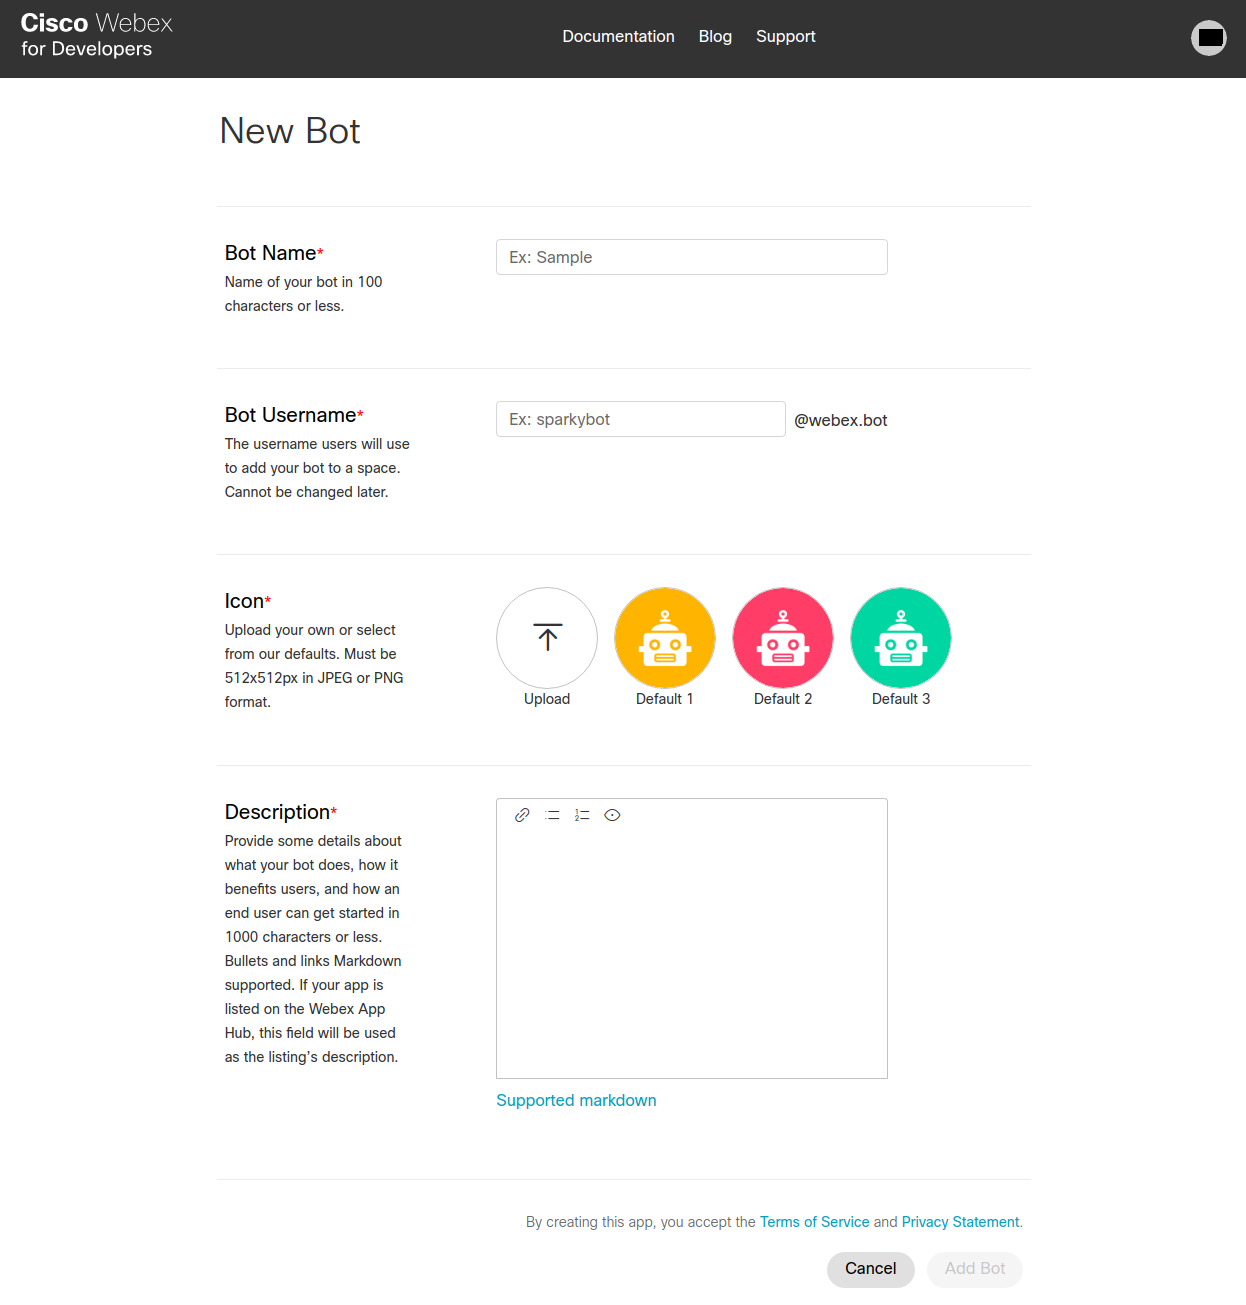 Cisco Webex
for Developers
Documentation Blog Support
New Bot
Bot Name*
Name of your bot in 100
characters or less.
Ex: Sample
Bot Username*
The username users will use
to add your bot to a space.
Cannot be changed later.
Ex: sparkybot @webex.bot
Icon*
Upload your own or select
from our defaults. Must be
512x512px in JPEG or PNG
format.
Upload Default 1 Default 2 Default 3
Description*
Provide some details about
what your bot does, how it
benefits users, and how an
end user can get started in
1000 characters or less.
Bullets and links Markdown
supported. If your app is
listed on the Webex App
Hub, this field will be used
as the listing's description.
Supported markdown
By creating this app, you accept the Terms of Service and Privacy Statement.
Cancel Add Bot